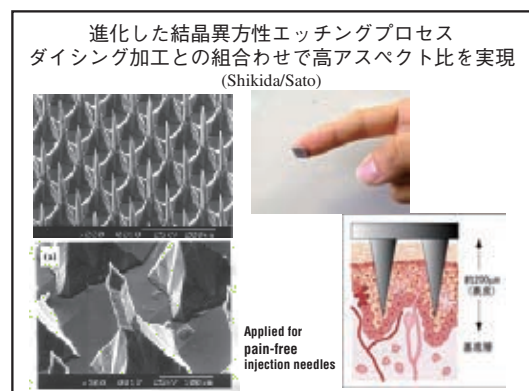 進化した結晶異方性エッチングプロセス
ダイシング加工との組合わせで高アスペクト比を実現
(Shikida/Sato)
Applied for
pain-free
injection needles
約200μm
(表皮)
基底層